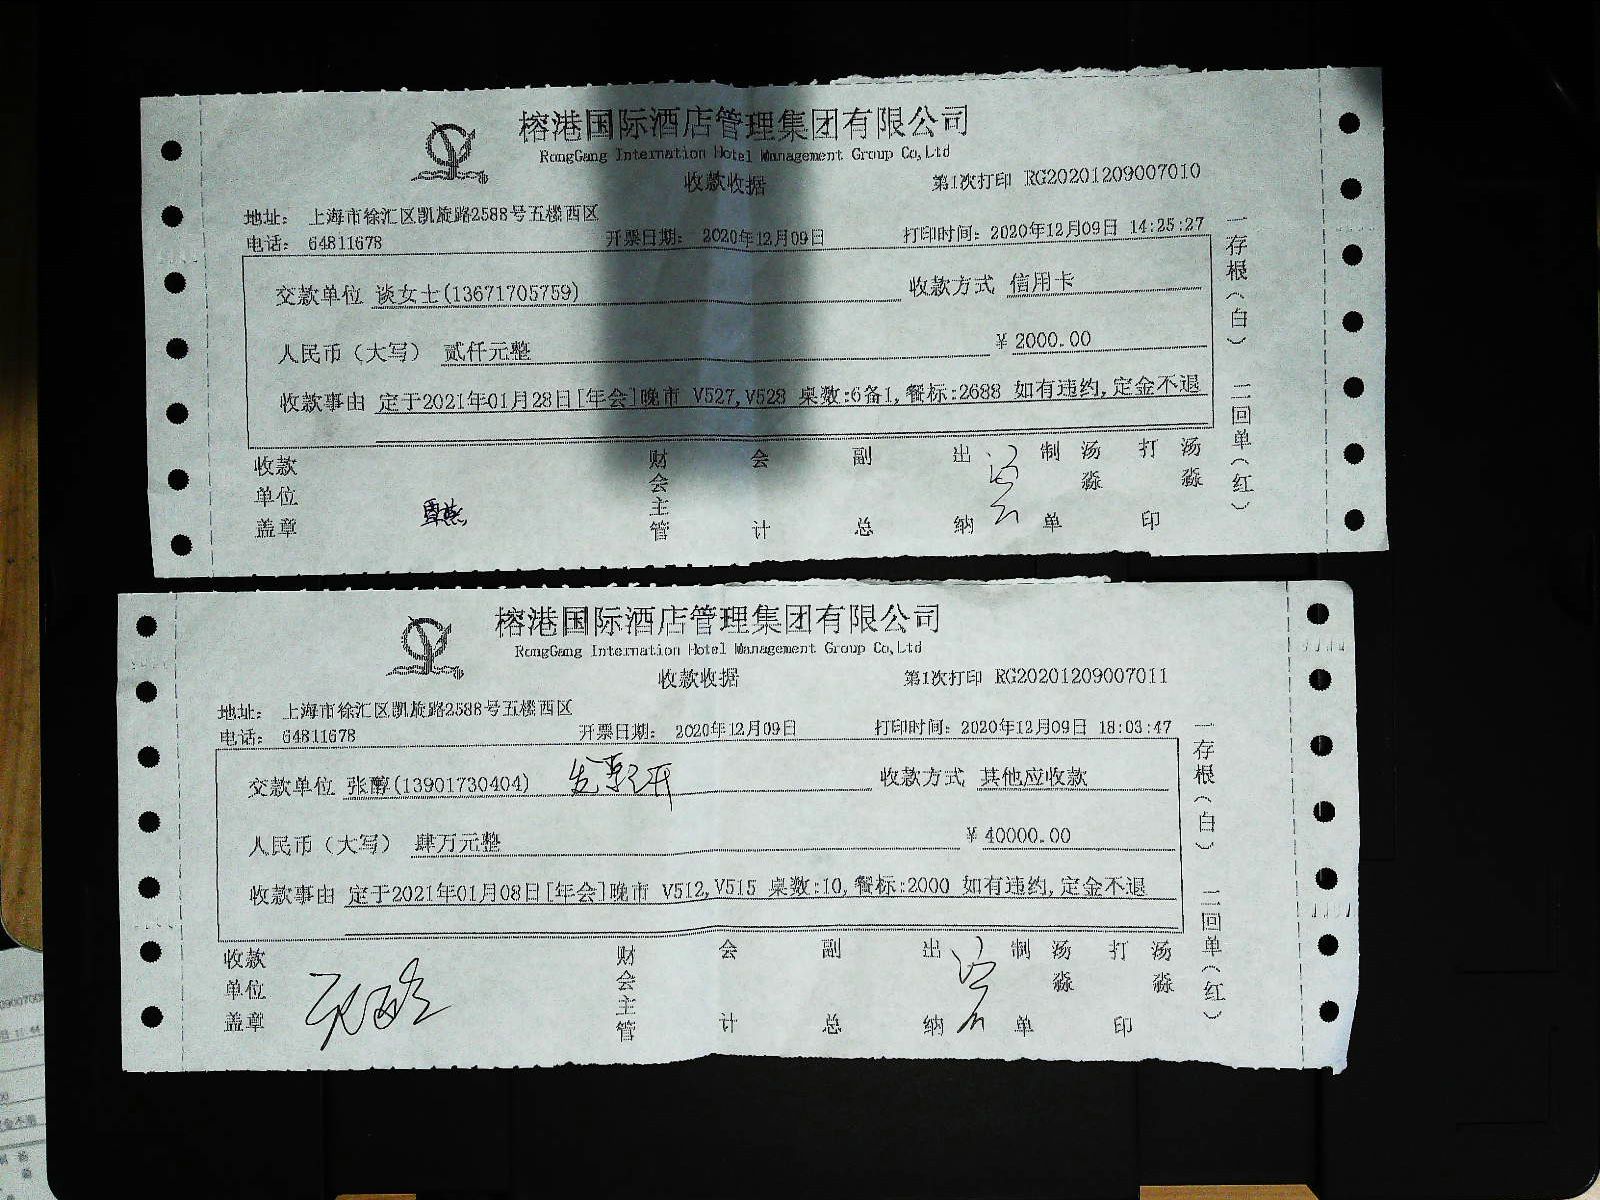 榕港国际酒店管理集团有限公司
RongGang Internation Hotel Management Group Co,Ltd
收款收据
第1次打印 RG20201209007010
地址： 上海市徐汇区凯旋路2588号五楼西区
电话： 64811678 开票日期： 2020年12月09日 打印时间：2020年12月09日 14:25:27
交款单位 谈女士(13671705759) 收款方式 信用卡
人民币（大写） 贰仟元整 ¥ 2000.00
收款事由 定于2021年01月28日[年会]晚市 V527,V528 桌数:6备1,餐标:2688 如有违约,定金不退
收款单位盖章 财会主管 会计 副总 出纳 制单 汤淼 打印 汤淼
一存根（白） 二回单（红）
榕港国际酒店管理集团有限公司
RongGang Internation Hotel Management Group Co,Ltd
收款收据
第1次打印 RG20201209007011
地址： 上海市徐汇区凯旋路2588号五楼西区
电话： 64811678 开票日期： 2020年12月09日 打印时间：2020年12月09日 18:03:47
交款单位 张醇(13901730404) 发票已开 收款方式 其他应收款
人民币（大写） 肆万元整 ¥ 40000.00
收款事由 定于2021年01月08日[年会]晚市 V512,V515 桌数:10,餐标:2000 如有违约,定金不退
收款单位盖章 财会主管 会计 副总 出纳 制单 汤淼 打印 汤淼
一存根（白） 二回单（红）